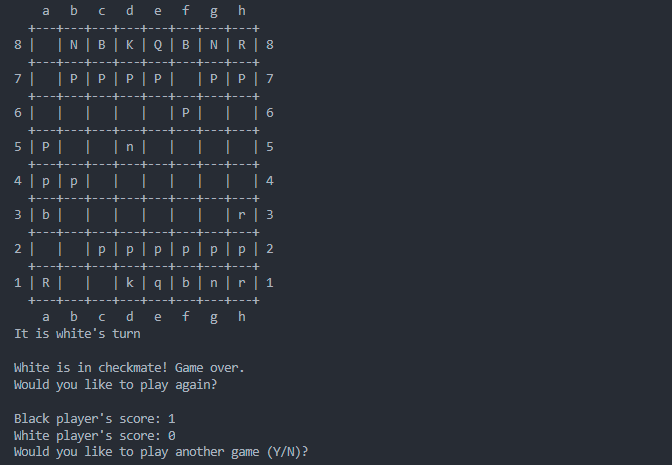 a   b   c   d   e   f   g   h
  +---+---+---+---+---+---+---+---+
8 |   | N | B | K | Q | B | N | R | 8
  +---+---+---+---+---+---+---+---+
7 |   | P | P | P | P |   | P | P | 7
  +---+---+---+---+---+---+---+---+
6 |   |   |   |   |   | P |   |   | 6
  +---+---+---+---+---+---+---+---+
5 | P |   |   | n |   |   |   |   | 5
  +---+---+---+---+---+---+---+---+
4 | p | p |   |   |   |   |   |   | 4
  +---+---+---+---+---+---+---+---+
3 | b |   |   |   |   |   |   | r | 3
  +---+---+---+---+---+---+---+---+
2 |   |   | p | p | p | p | p | p | 2
  +---+---+---+---+---+---+---+---+
1 | R |   |   | k | q | b | n | r | 1
  +---+---+---+---+---+---+---+---+
    a   b   c   d   e   f   g   h
It is white's turn

White is in checkmate! Game over.
Would you like to play again?

Black player's score: 1
White player's score: 0
Would you like to play another game (Y/N)?